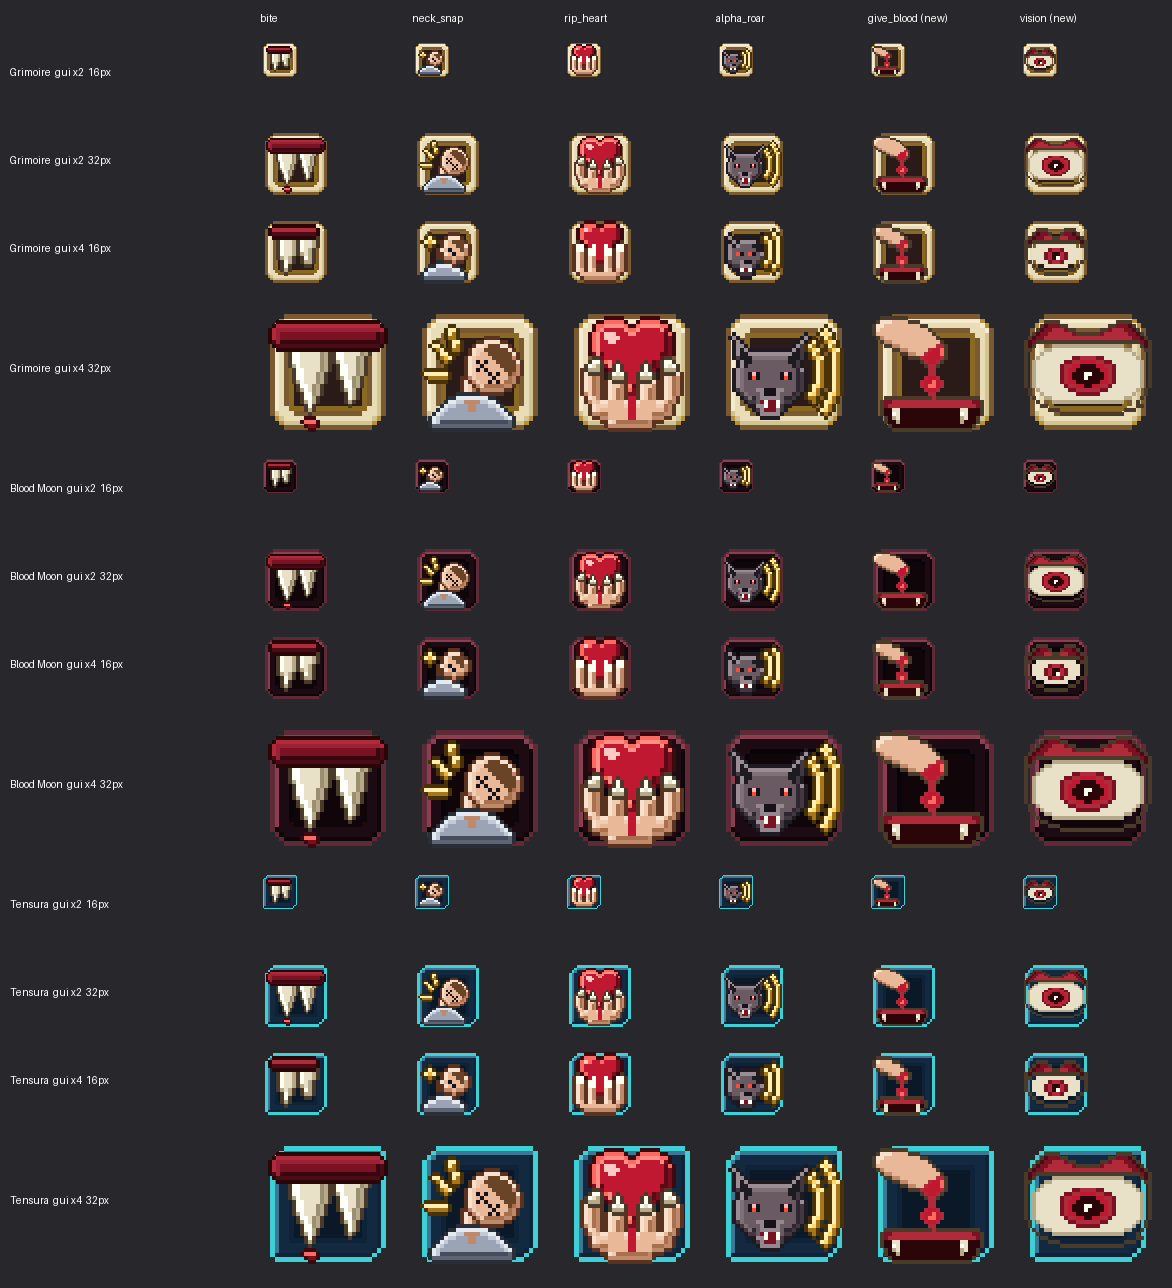 bite neck_snap rip_heart alpha_roar give_blood (new) vision (new)
Grimoire gui x2 16px
Grimoire gui x2 32px
Grimoire gui x4 16px
Grimoire gui x4 32px
Blood Moon gui x2 16px
Blood Moon gui x2 32px
Blood Moon gui x4 16px
Blood Moon gui x4 32px
Tensura gui x2 16px
Tensura gui x2 32px
Tensura gui x4 16px
Tensura gui x4 32px